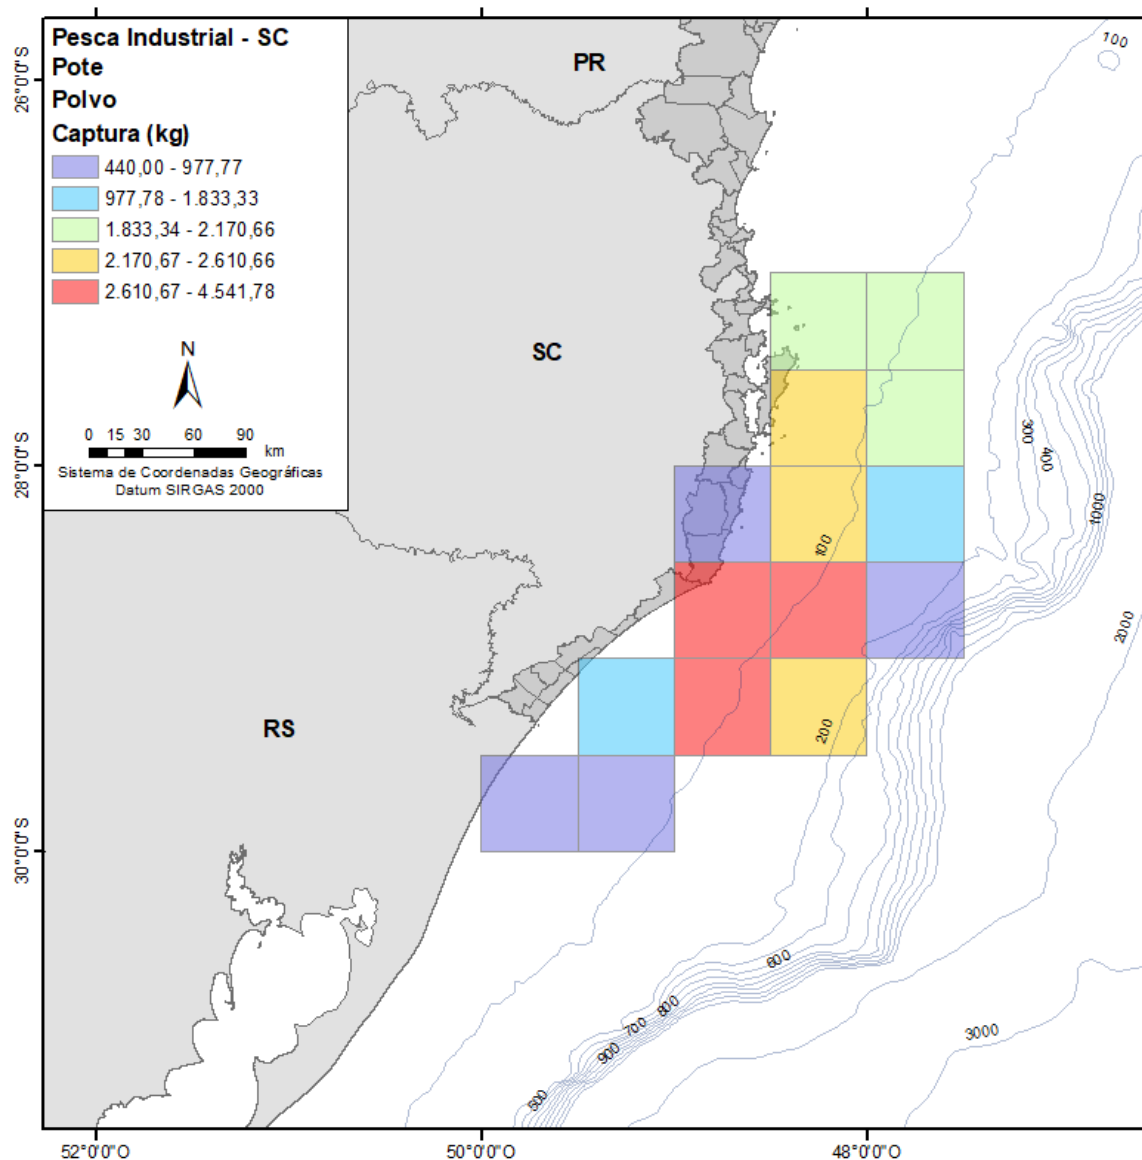 Pesca Industrial - SC
Pote
Polvo
Captura (kg)
440,00 - 977,77
977,78 - 1.833,33
1.833,34 - 2.170,66
2.170,67 - 2.610,66
2.610,67 - 4.541,78
N
0 15 30 60 90
km
Sistema de Coordenadas Geográficas
Datum SIRGAS 2000
PR
SC
RS
100
300
400
1000
2000
100
200
600
800
700
900
500
3000
26°0'0"S
28°0'0"S
30°0'0"S
52°0'0"O
50°0'0"O
48°0'0"O